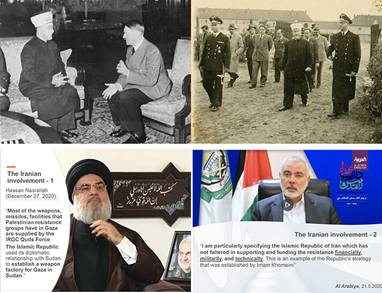 The Iranian
involvement - 1
Hassan Nasrallah
(December 27, 2020):
"Most of the weapons,
missiles, facilities that
Palestinian resistance
groups have in Gaza
are supplied by the
IRGC Quds Force.
The Islamic Republic
used its diplomatic
relationship with Sudan
to establish a weapon
factory for Gaza in
Sudan."
The Iranian involvement - 2
"I am particularly specifying the Islamic Republic of Iran which has
not faltered in supporting and funding the resistance financially,
militarily, and technically. This is an example of the Republic's strategy
that was established by Imam Khomeini"
Al Arabiya, 21.5.2020